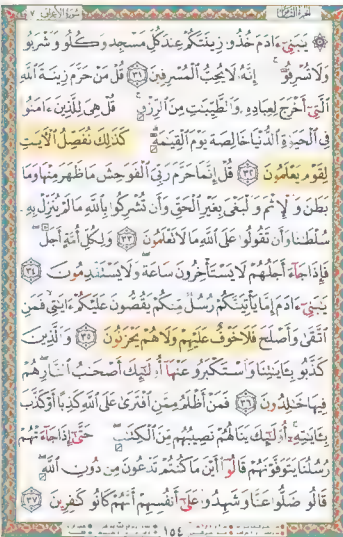 سورة الأعراف ٧
۞ يَبَنِىٓ ءَادَمَ خُذُوا۟ زِينَتَكُمْ عِندَ كُلِّ مَسْجِدٍ وَكُلُوا۟ وَٱشْرَبُوا۟
وَلَا تُسْرِفُوٓا۟ إِنَّهُۥ لَا يُحِبُّ ٱلْمُسْرِفِينَ ٣١ قُلْ مَنْ حَرَّمَ زِينَةَ ٱللَّهِ
ٱلَّتِىٓ أَخْرَجَ لِعِبَادِهِۦ وَٱلطَّيِّبَتِ مِنَ ٱلرِّزْقِ قُلْ هِىَ لِلَّذِينَ ءَامَنُوا۟
فِى ٱلْحَيَوٰةِ ٱلدُّنْيَا خَالِصَةً يَوْمَ ٱلْقِيَمَةِ كَذَلِكَ نُفَصِّلُ ٱلْءَايَتِ
لِقَوْمٍ يَعْلَمُونَ ٣٢ قُلْ إِنَّمَا حَرَّمَ رَبِّىَ ٱلْفَوَحِشَ مَا ظَهَرَ مِنْهَا وَمَا
بَطَنَ وَٱلْإِثْمَ وَٱلْبَغْىَ بِغَيْرِ ٱلْحَقِّ وَأَن تُشْرِكُوا۟ بِٱللَّهِ مَا لَمْ يُنَزِّلْ بِهِۦ
سُلْطَنًا وَأَن تَقُولُوا۟ عَلَى ٱللَّهِ مَا لَا تَعْلَمُونَ ٣٣ وَلِكُلِّ أُمَّةٍ أَجَلٌ
فَإِذَا جَآءَ أَجَلُهُمْ لَا يَسْتَأْخِرُونَ سَاعَةً وَلَا يَسْتَقْدِمُونَ ٣٤
يَبَنِىٓ ءَادَمَ إِمَّا يَأْتِيَنَّكُمْ رُسُلٌ مِّنكُمْ يَقُصُّونَ عَلَيْكُمْ ءَايَتِى فَمَنِ
ٱتَّقَىٰ وَأَصْلَحَ فَلَا خَوْفٌ عَلَيْهِمْ وَلَا هُمْ يَحْزَنُونَ ٣٥ وَٱلَّذِينَ
كَذَّبُوا۟ بِـَٔايَتِنَا وَٱسْتَكْبَرُوا۟ عَنْهَآ أُو۟لَٓئِكَ أَصْحَبُ ٱلنَّارِ هُمْ
فِيهَا خَلِدُونَ ٣٦ فَمَنْ أَظْلَمُ مِمَّنِ ٱفْتَرَىٰ عَلَى ٱللَّهِ كَذِبًا أَوْ كَذَّبَ
بِـَٔايَتِهِۦٓ أُو۟لَٓئِكَ يَنَالُهُمْ نَصِيبُهُم مِّنَ ٱلْكِتَبِ حَتَّىٰٓ إِذَا جَآءَتْهُمْ
رُسُلُنَا يَتَوَفَّوْنَهُمْ قَالُوٓا۟ أَيْنَ مَا كُنتُمْ تَدْعُونَ مِن دُونِ ٱللَّهِ
قَالُوا۟ ضَلُّوا۟ عَنَّا وَشَهِدُوا۟ عَلَىٰٓ أَنفُسِهِمْ أَنَّهُمْ كَانُوا۟ كَفِرِينَ ٣٧
١٥٤